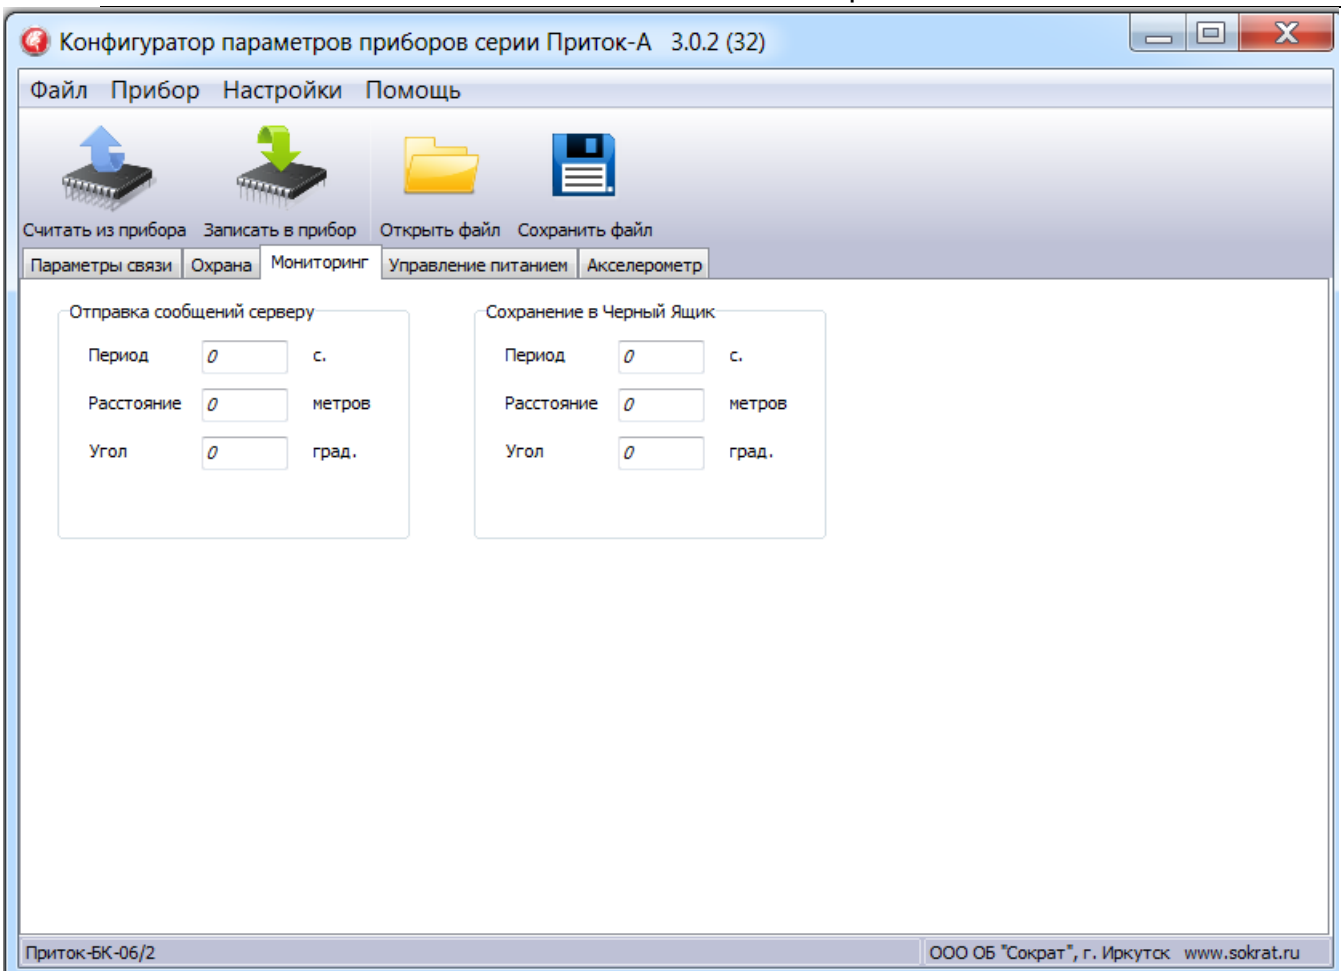 Конфигуратор параметров приборов серии Приток-А 3.0.2 (32)
Файл Прибор Настройки Помощь
Считать из прибора Записать в прибор Открыть файл Сохранить файл
Параметры связи Охрана Мониторинг Управление питанием Акселерометр
Отправка сообщений серверу Сохранение в Черный Ящик
Период 0 с. Период 0 с.
Расстояние 0 метров Расстояние 0 метров
Угол 0 град. Угол 0 град.
Приток-БК-06/2 ООО ОБ "Сократ", г. Иркутск www.sokrat.ru